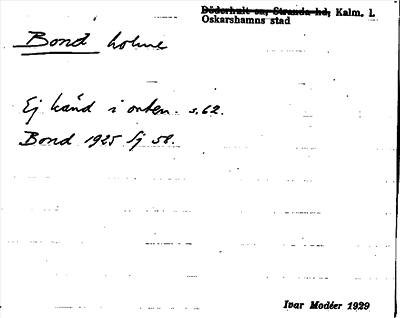 Döderhult sn, Stranda hd, Kalm. l.
Oskarshamns stad
Bond holme
Ej känd i orten. s. 62.
Bond 1925 Sj 58.
Ivar Modéer 1929